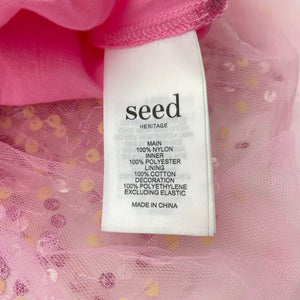 seed
HERITAGE
MAIN
100% NYLON
INNER
100% POLYESTER
LINING
100% COTTON
DECORATION
100% POLYETHYLENE
EXCLUDING ELASTIC
MADE IN CHINA